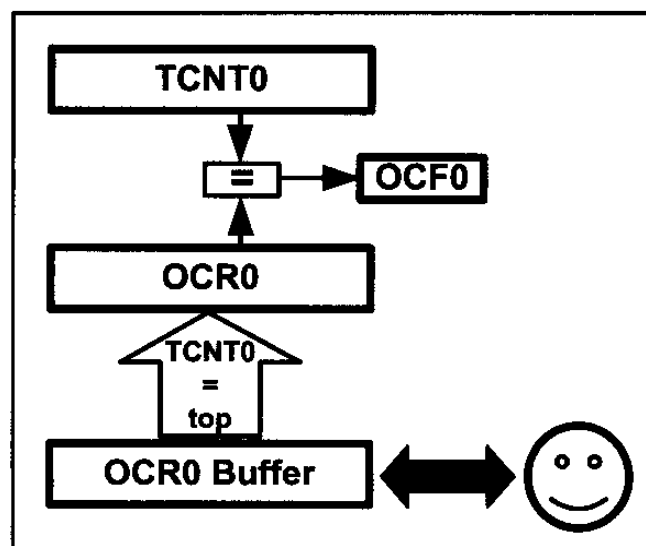 TCNT0
=
OCF0
OCR0
TCNT0
=
top
OCR0 Buffer